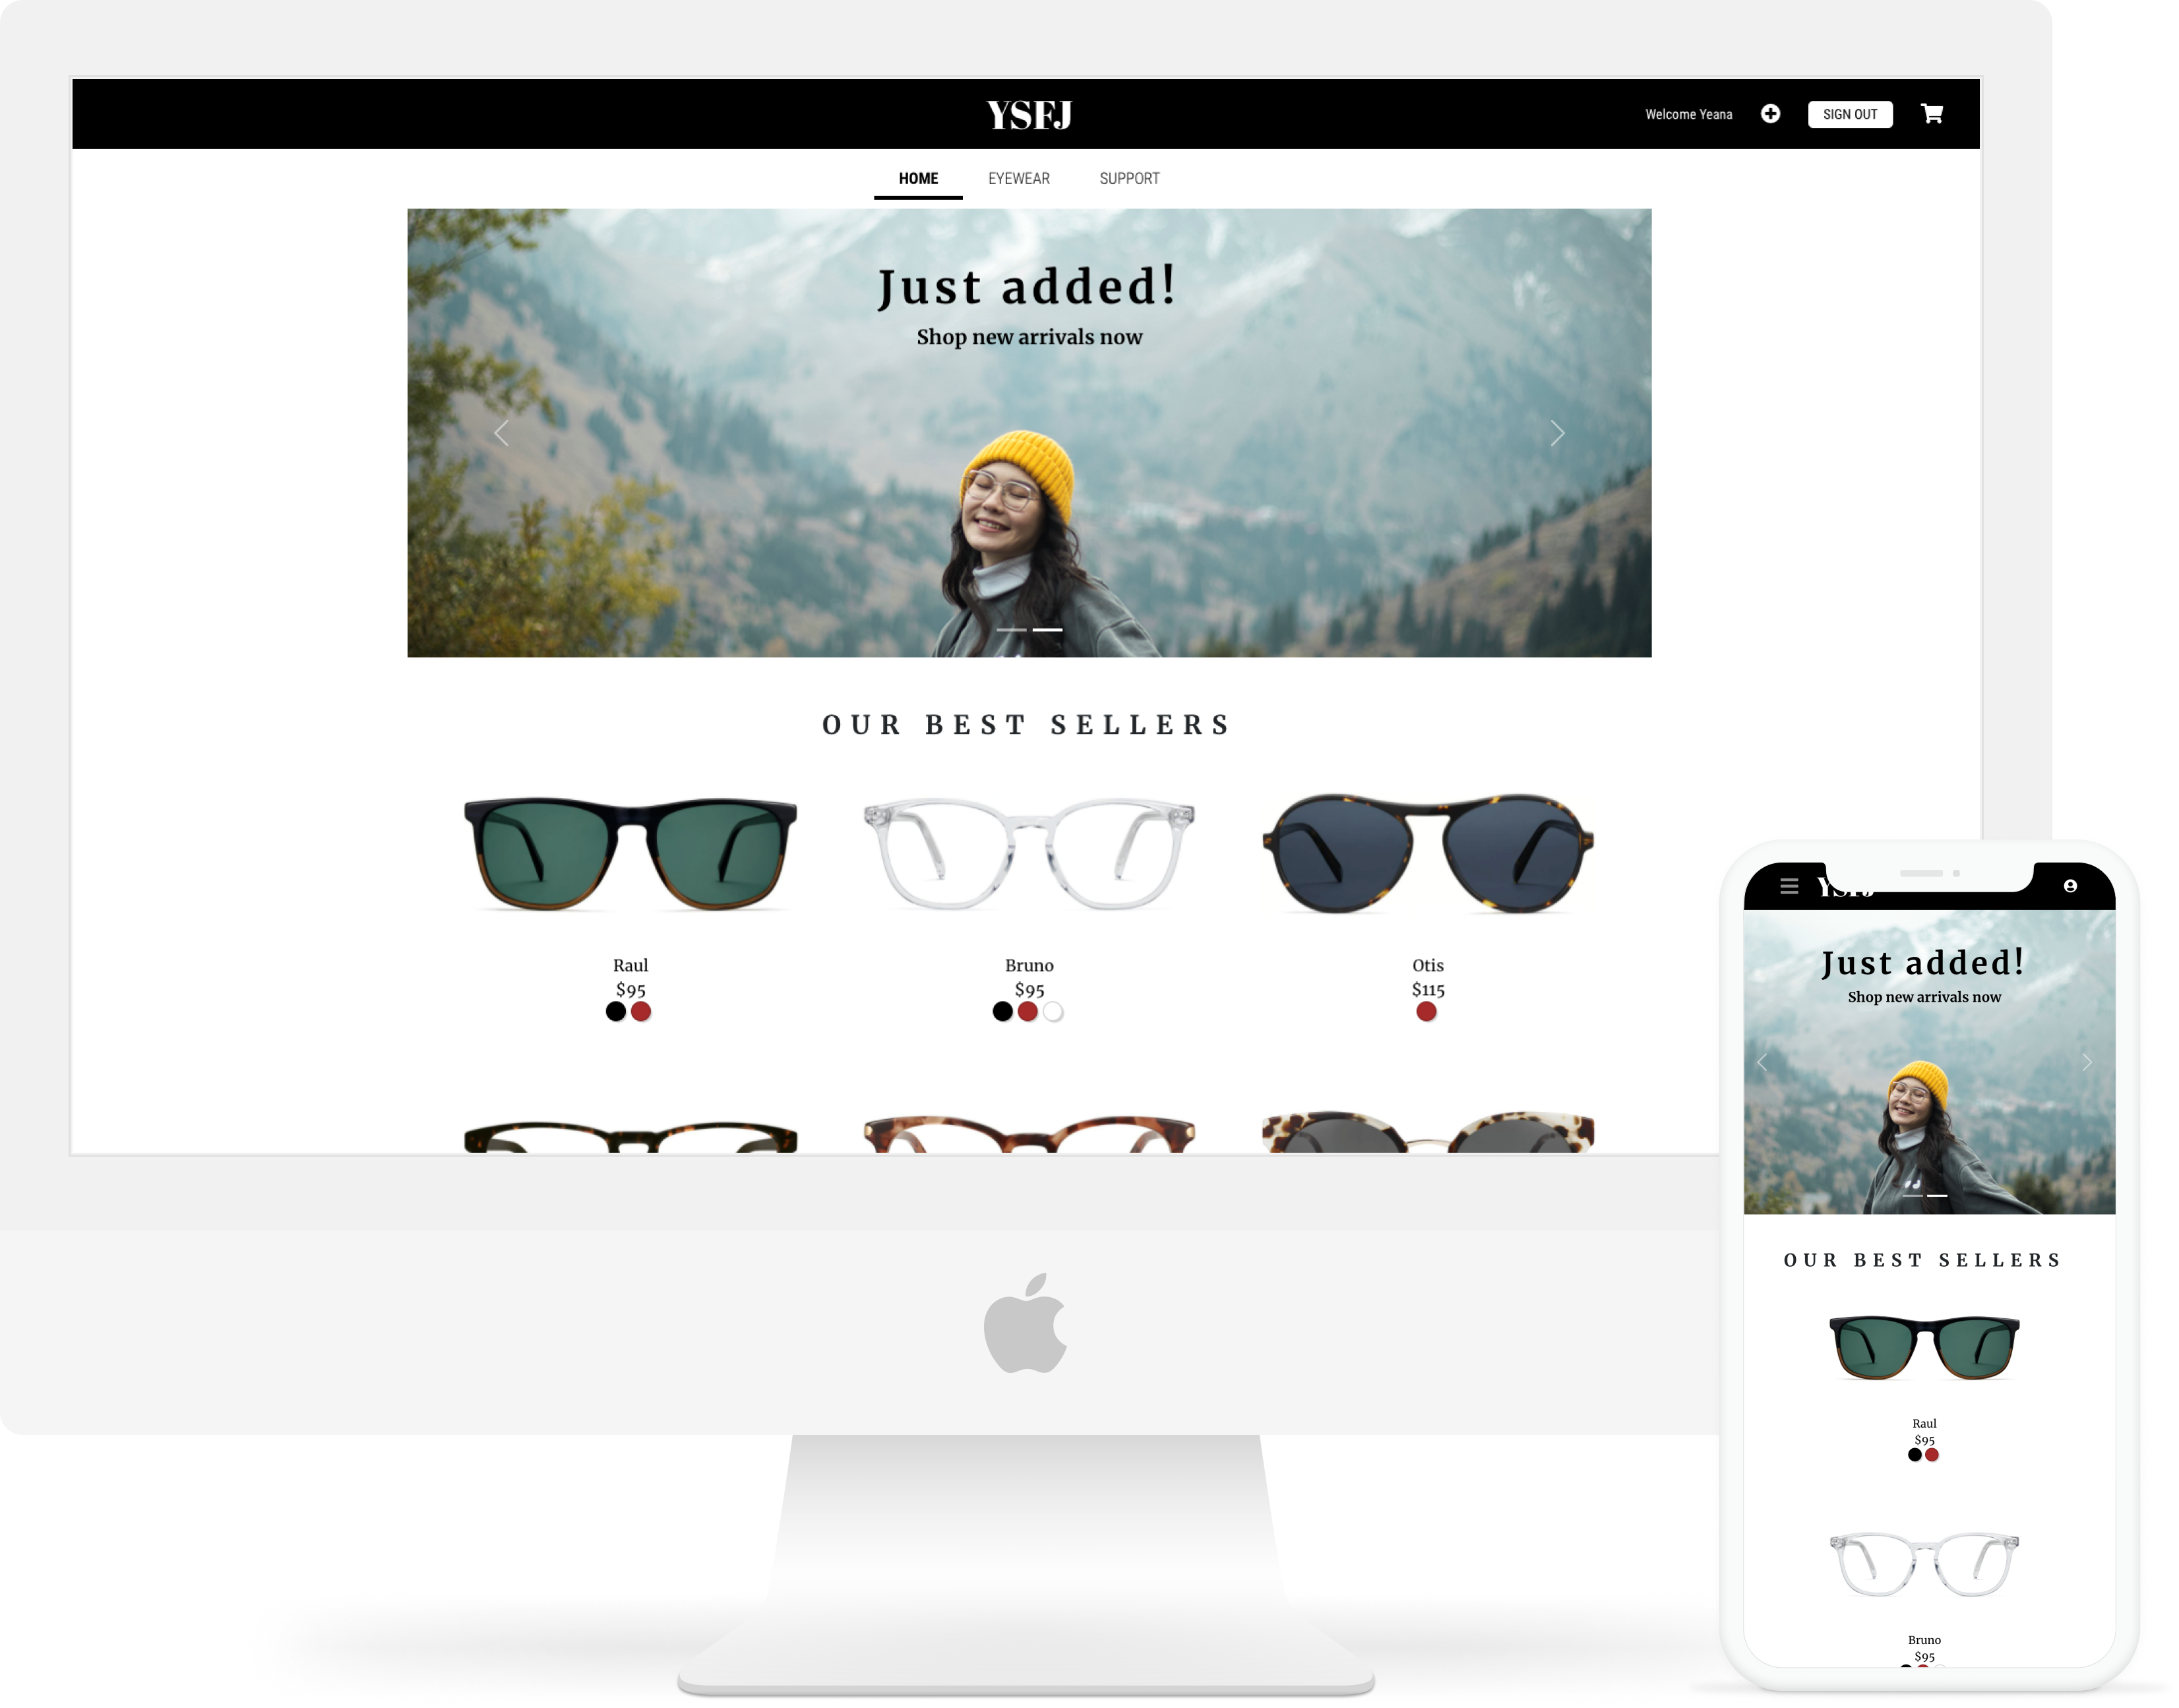 YSFJ
Welcome Yeana
SIGN OUT
HOME
EYEWEAR
SUPPORT
Just added!
Shop new arrivals now
OUR BEST SELLERS
Raul
$95
Bruno
$95
Otis
$115
YSFJ
Just added!
Shop new arrivals now
OUR BEST SELLERS
Raul
$95
Bruno
$95